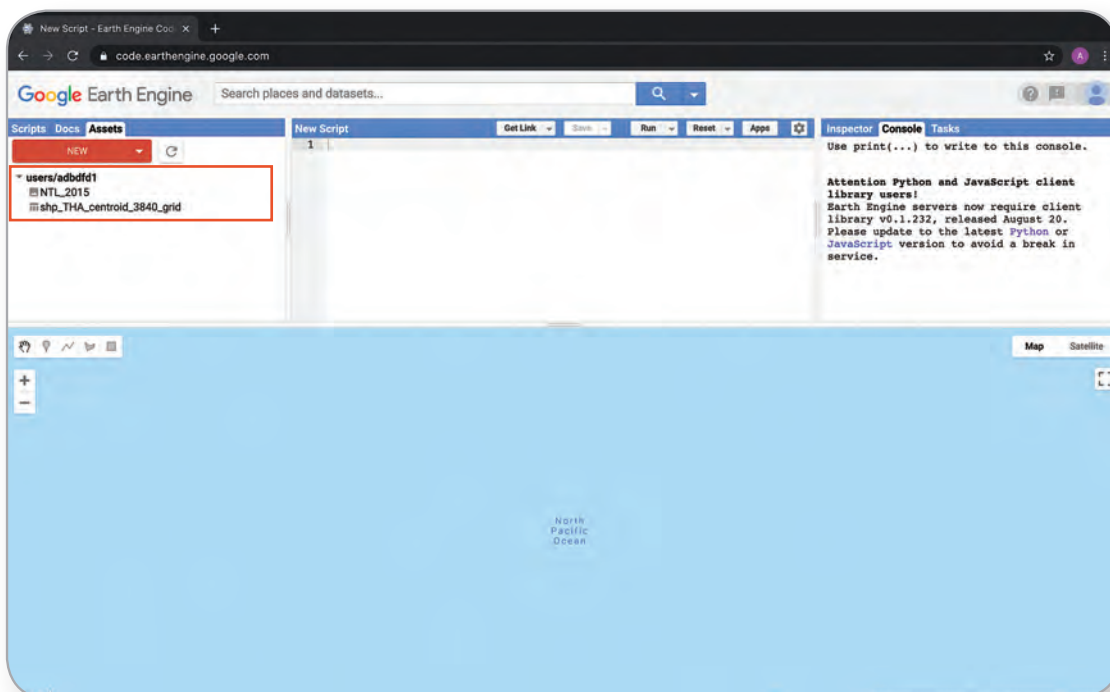 New Script - Earth Engine Cod
code.earthengine.google.com
A
Google Earth Engine
Search places and datasets...
Scripts Docs Assets
NEW
users/adbdfd1
NTL_2015
shp_THA_centroid_3840_grid
New Script
Get Link
Save
Run
Reset
Apps
1
Inspector Console Tasks
Use print(...) to write to this console.
Attention Python and JavaScript client
library users!
Earth Engine servers now require client
library v0.1.232, released August 20.
Please update to the latest Python or
JavaScript version to avoid a break in
service.
Map
Satellite
North
Pacific
Ocean